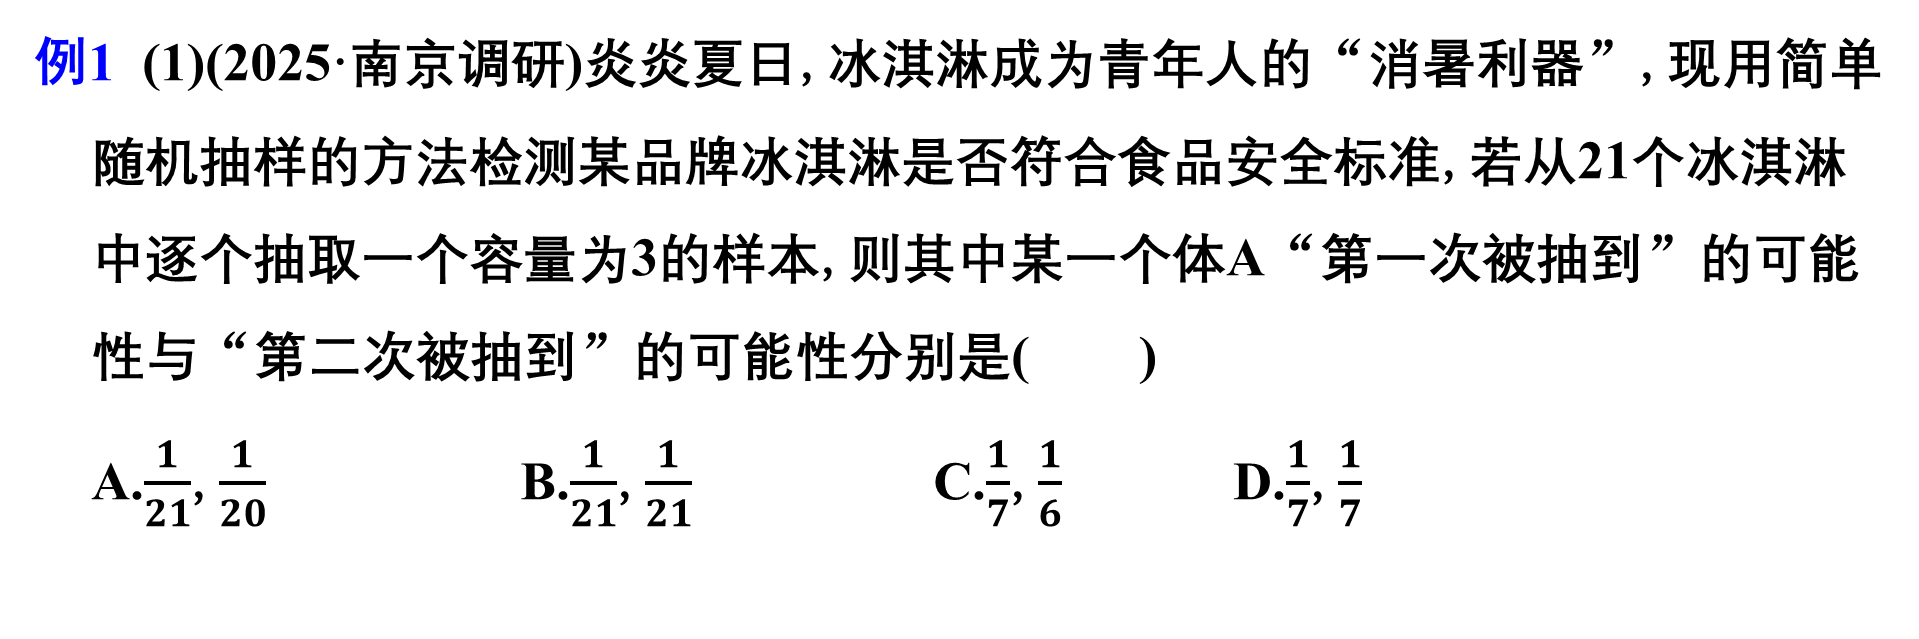 例1 (1)(2025·南京调研)炎炎夏日,冰淇淋成为青年人的“消暑利器”,现用简单
随机抽样的方法检测某品牌冰淇淋是否符合食品安全标准,若从21个冰淇淋
中逐个抽取一个容量为3的样本,则其中某一个体A“第一次被抽到”的可能
性与“第二次被抽到”的可能性分别是(  )
A.1/21, 1/20 B.1/21, 1/21 C.1/7, 1/6 D.1/7, 1/7